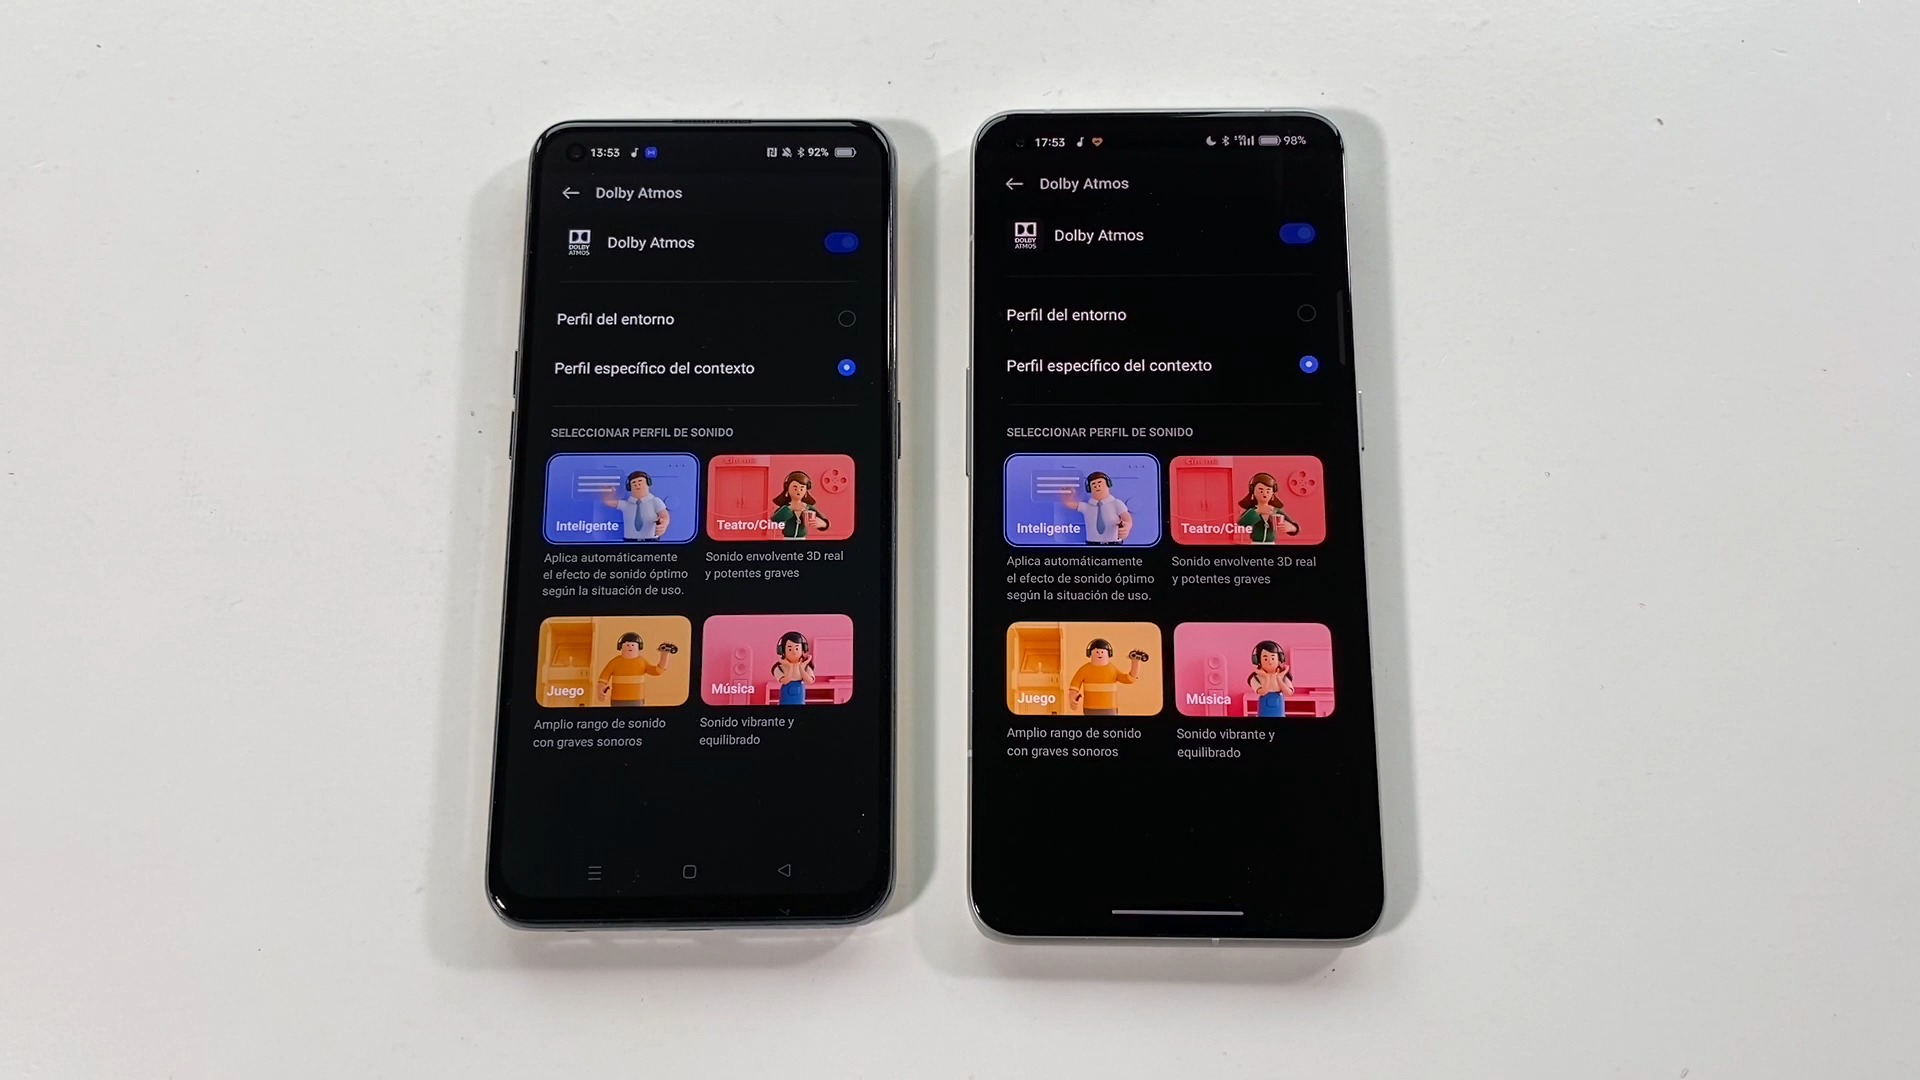 13:53
92%
Dolby Atmos
DOLBY
ATMOS
Dolby Atmos
Perfil del entorno
Perfil específico del contexto
SELECCIONAR PERFIL DE SONIDO
Inteligente
Aplica automáticamente
el efecto de sonido óptimo
según la situación de uso.
Teatro/Cine
Sonido envolvente 3D real
y potentes graves
Juego
Amplio rango de sonido
con graves sonoros
Música
Sonido vibrante y
equilibrado
17:53
98%
Dolby Atmos
DOLBY
ATMOS
Dolby Atmos
Perfil del entorno
Perfil específico del contexto
SELECCIONAR PERFIL DE SONIDO
Inteligente
Aplica automáticamente
el efecto de sonido óptimo
según la situación de uso.
Teatro/Cine
Sonido envolvente 3D real
y potentes graves
Juego
Amplio rango de sonido
con graves sonoros
Música
Sonido vibrante y
equilibrado